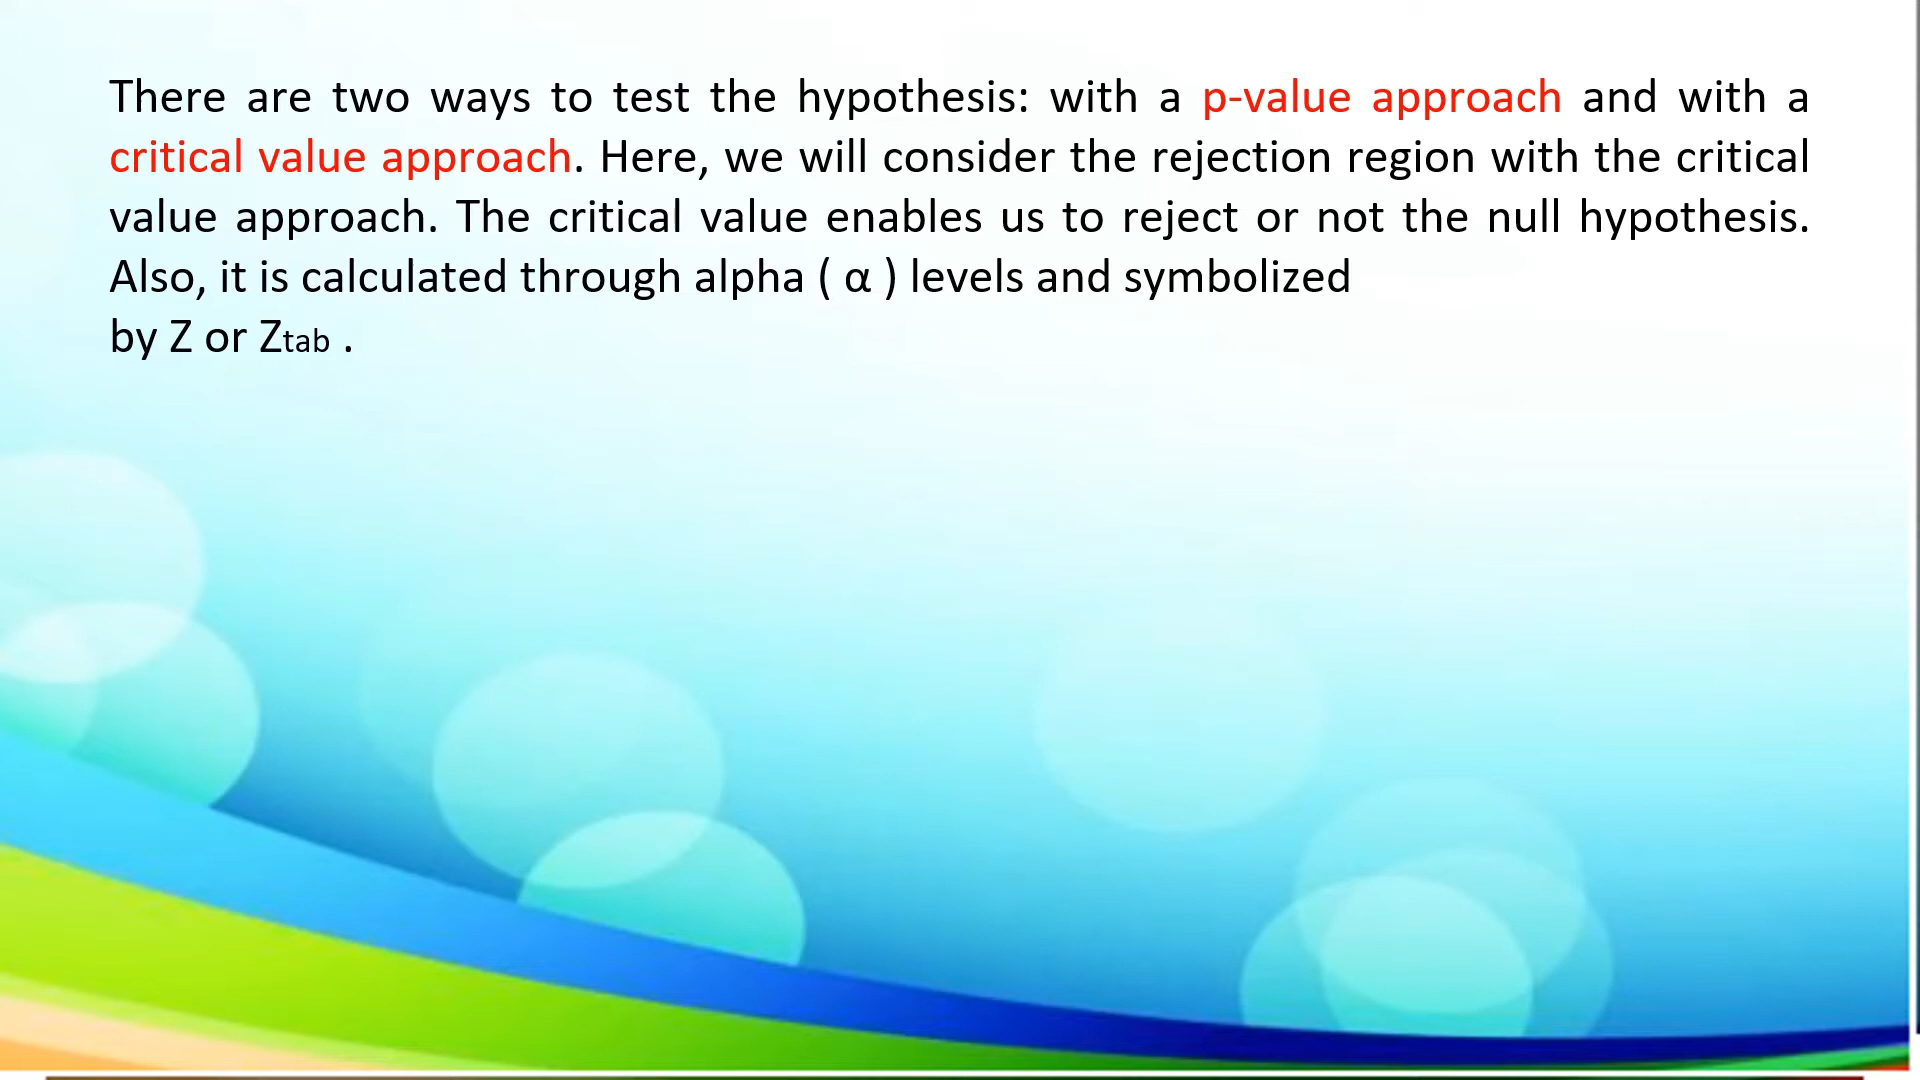 There are two ways to test the hypothesis: with a p-value approach and with a
critical value approach. Here, we will consider the rejection region with the critical
value approach. The critical value enables us to reject or not the null hypothesis.
Also, it is calculated through alpha ( α ) levels and symbolized
by Z or Ztab .